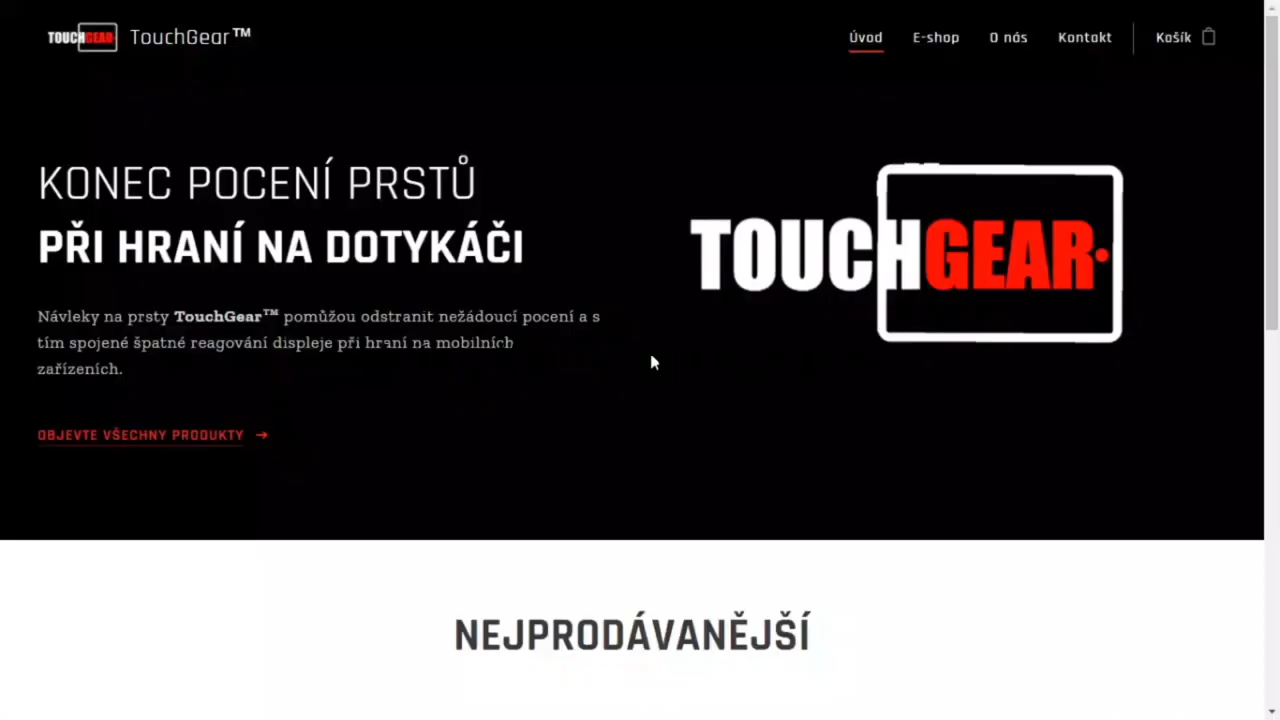 TOUCHGEAR TouchGear™
Úvod E-shop O nás Kontakt Košík
KONEC POCENÍ PRSTŮ
PŘI HRANÍ NA DOTYKÁČI
TOUCHGEAR
Návleky na prsty TouchGear™ pomůžou odstranit nežádoucí pocení a s
tím spojené špatné reagování displeje při hraní na mobilních
zařízeních.
OBJEVTE VŠECHNY PRODUKTY →
NEJPRODÁVANĚJŠÍ